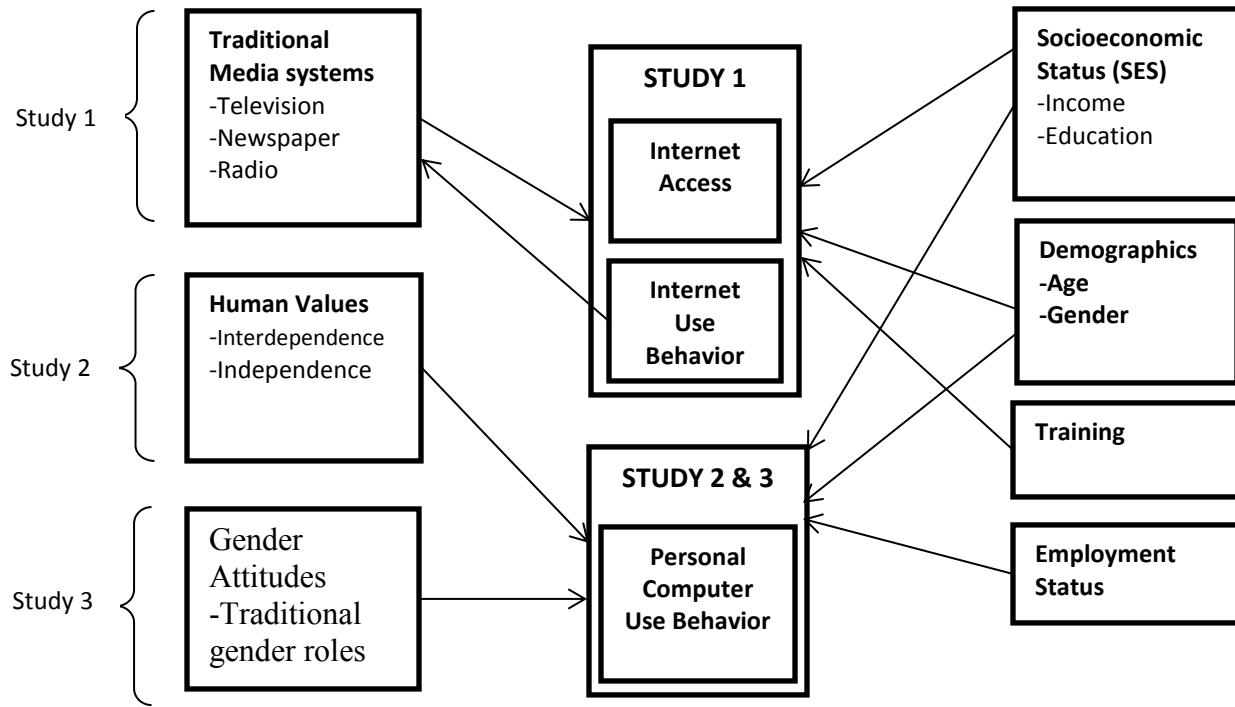 Study 1
Traditional
Media systems
-Television
-Newspaper
-Radio
Study 2
Human Values
-Interdependence
-Independence
Study 3
Gender
Attitudes
-Traditional
gender roles
STUDY 1
Internet
Access
Internet
Use
Behavior
STUDY 2 & 3
Personal
Computer
Use Behavior
Socioeconomic
Status (SES)
-Income
-Education
Demographics
-Age
-Gender
Training
Employment
Status